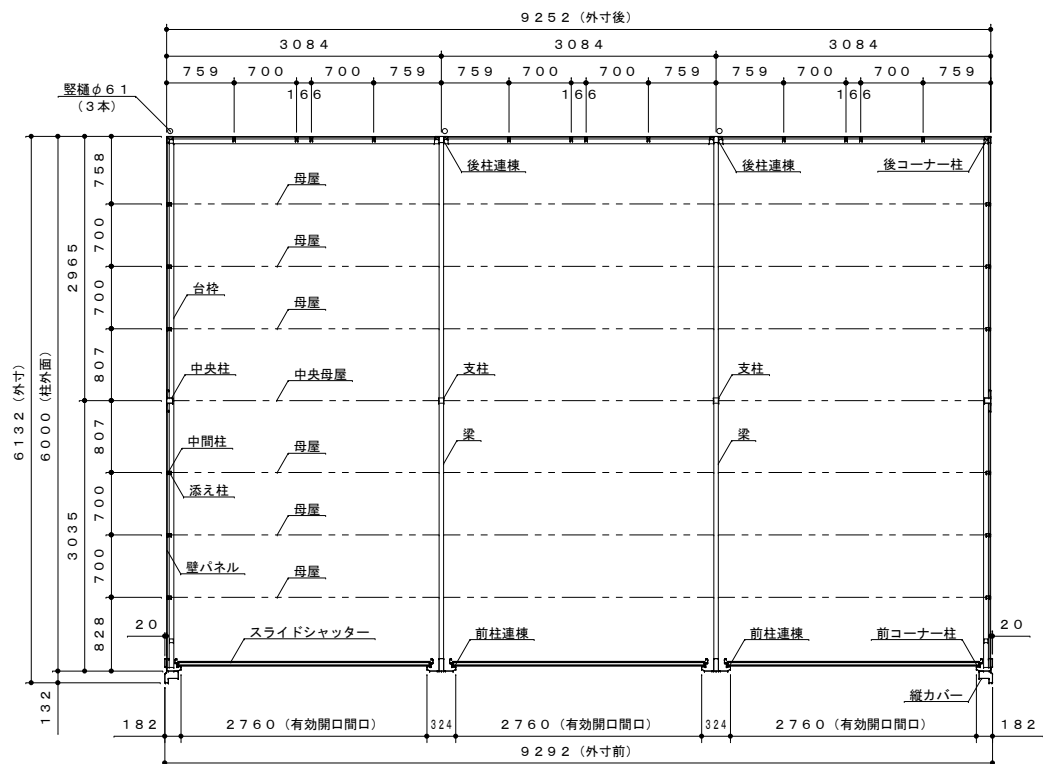 9252 (外寸後)
3084
3084
3084
759
700
700
759
759
700
700
759
759
700
700
759
166
166
166
竪樋φ61
(3本)
後柱連棟
後柱連棟
後コーナー柱
758
母屋
700
母屋
2965
700
台枠
母屋
807
中央柱
中央母屋
支柱
支柱
6132 (外寸)
6000 (柱外面)
807
中間柱
母屋
梁
梁
添え柱
700
母屋
3035
700
壁パネル
母屋
828
20
スライドシャッター
前柱連棟
前柱連棟
前コーナー柱
20
132
縦カバー
182
2760 (有効開口間口)
324
2760 (有効開口間口)
324
2760 (有効開口間口)
182
9292 (外寸前)